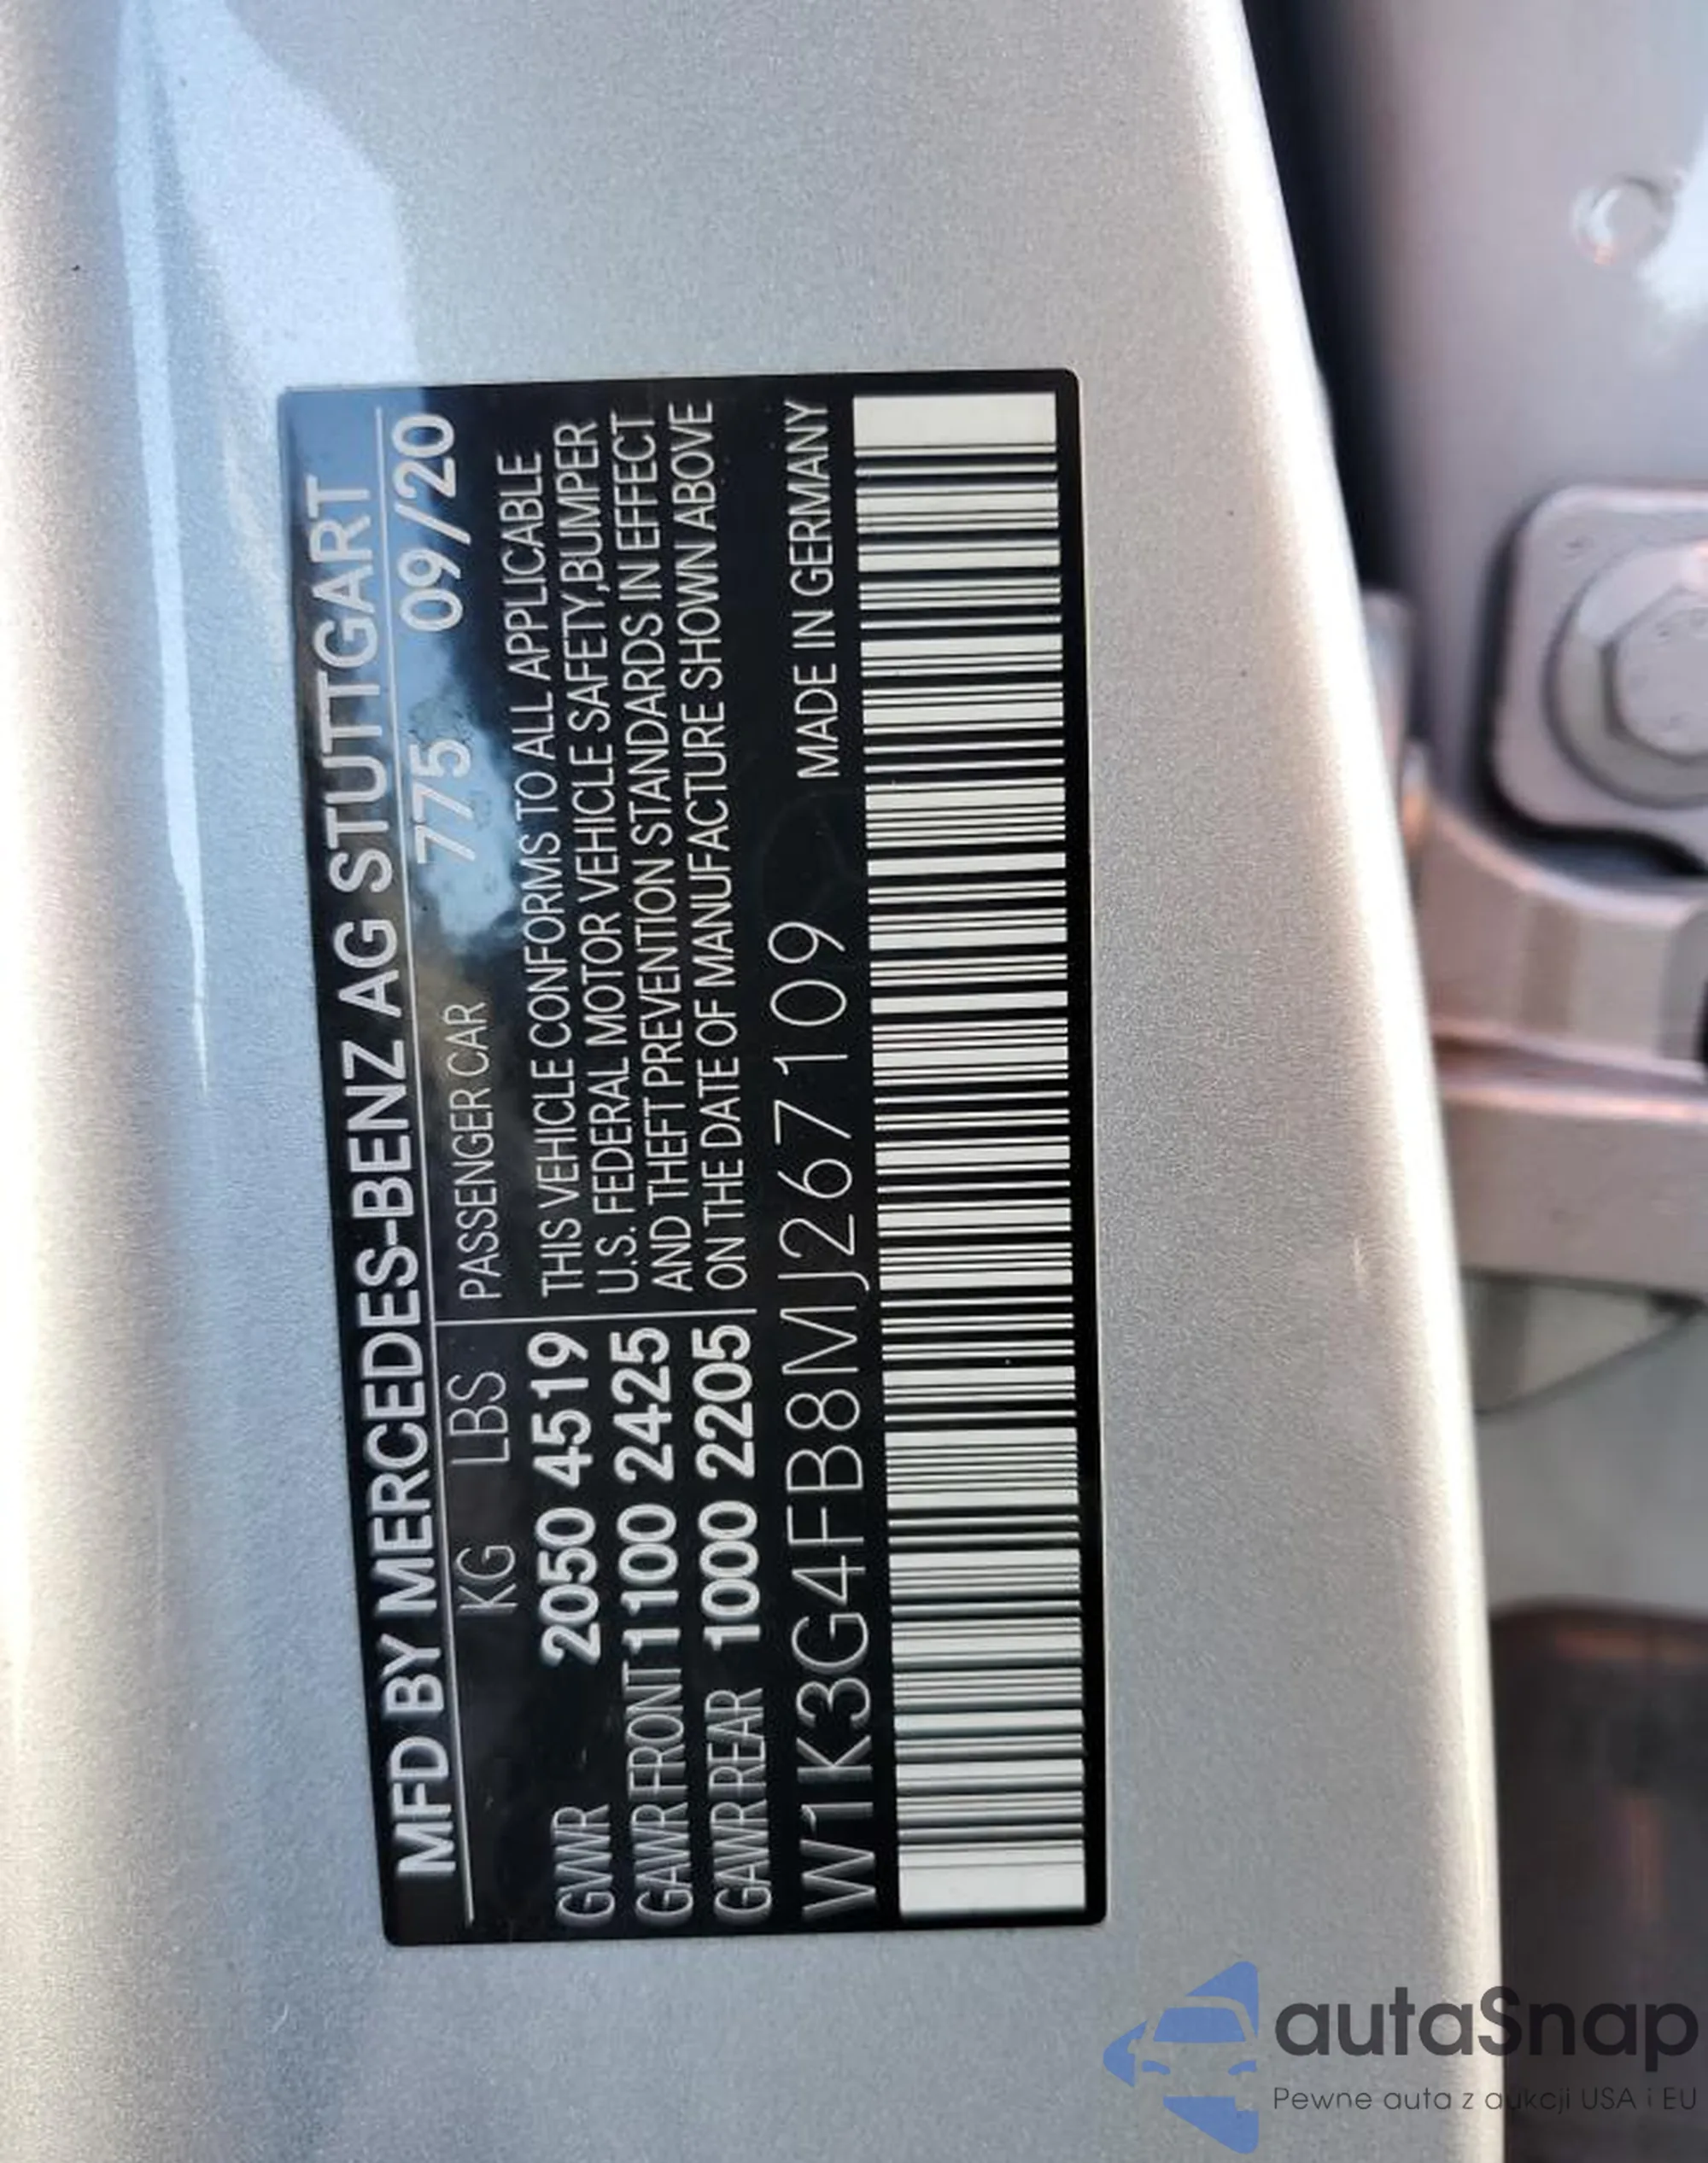 MFD BY MERCEDES-BENZ AG STUTTGART
KG LBS PASSENGER CAR 775 09/20
GVWR 2050 4519 THIS VEHICLE CONFORMS TO ALL APPLICABLE
U.S. FEDERAL MOTOR VEHICLE SAFETY,BUMPER
GAWR FRONT 1100 2425 AND THEFT PREVENTION STANDARDS IN EFFECT
GAWR REAR 1000 2205 ON THE DATE OF MANUFACTURE SHOWN ABOVE
W1K3G4FB8MJ267109 MADE IN GERMANY
autaSnap
Pewne auta z aukcji USA i EU